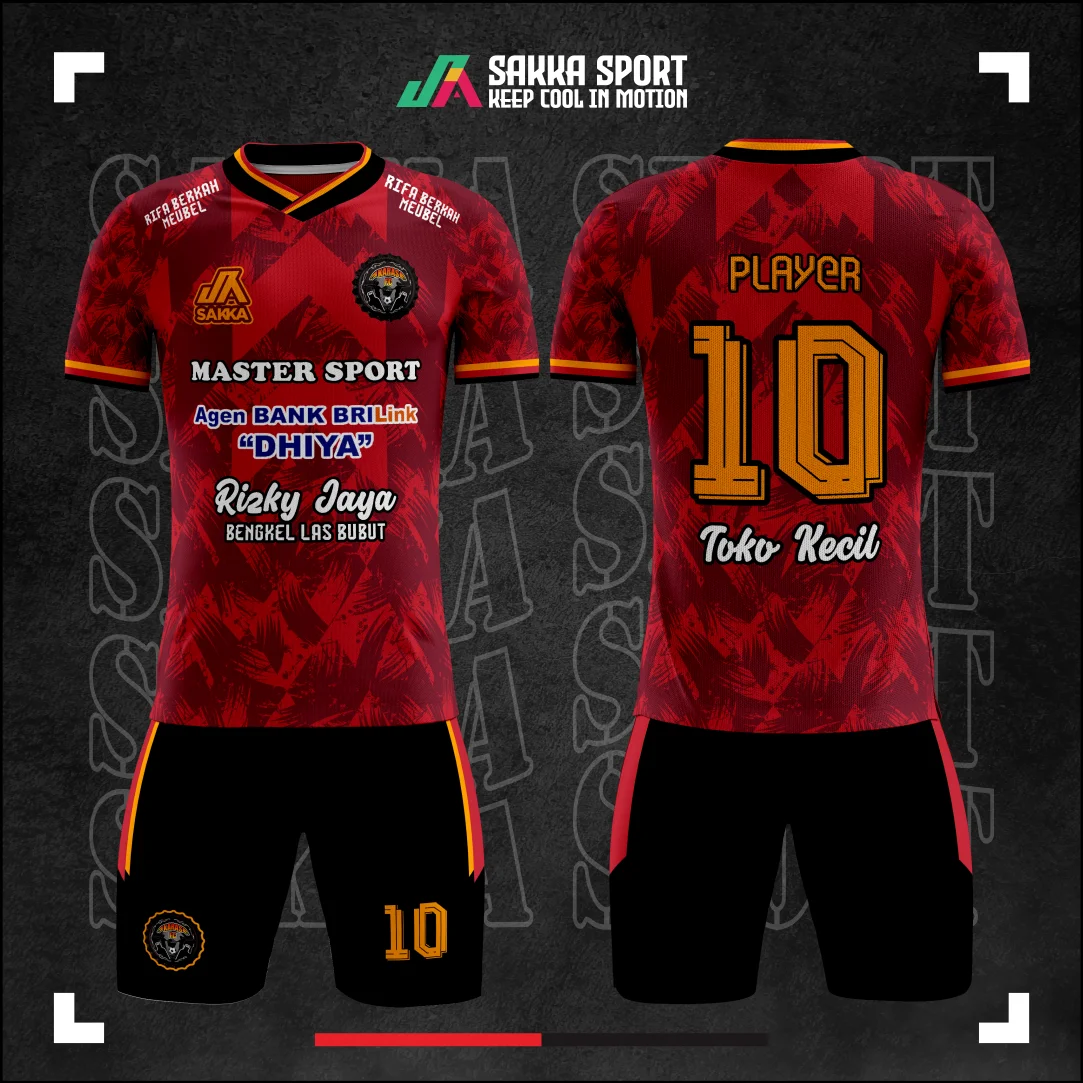 SAKKA SPORT
KEEP COOL IN MOTION
RIFA BERKAH
MEUBEL
RIFA BERKAH
MEUBEL
SAKKA
MASTER SPORT
Agen BANK BRILink
“DHIYA”
Rizky Jaya
BENGKEL LAS BUBUT
10
PLAYER
10
Toko Kecil